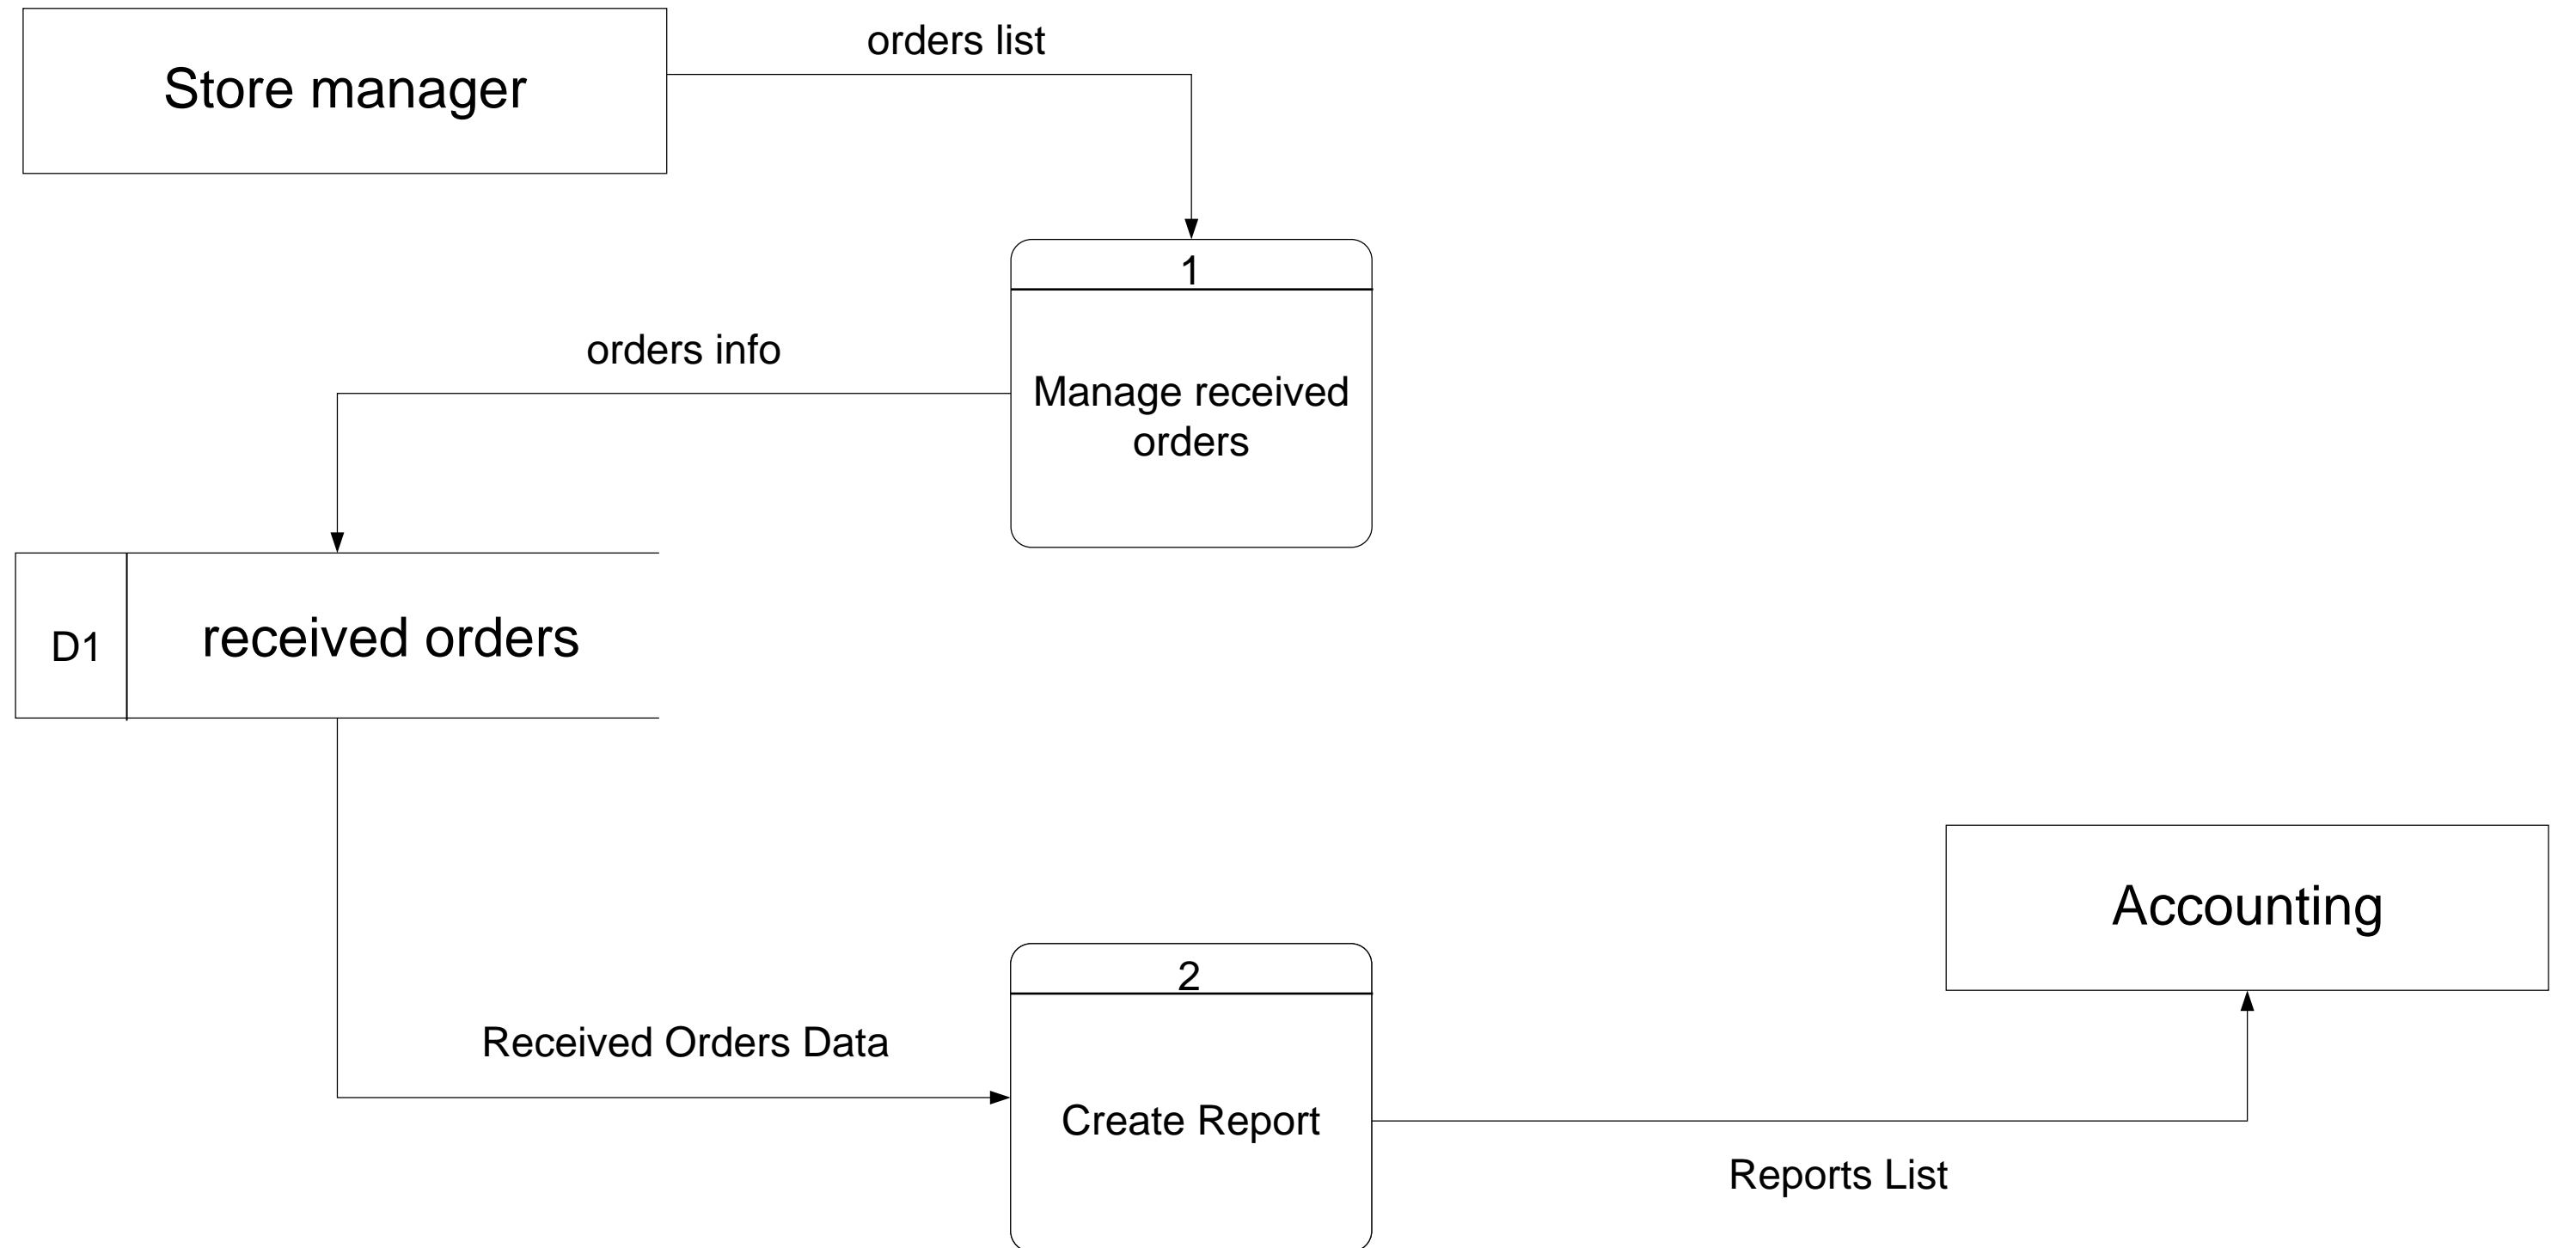 Store manager
orders list
1
Manage received
orders
orders info
D1
received orders
Received Orders Data
2
Create Report
Reports List
Accounting